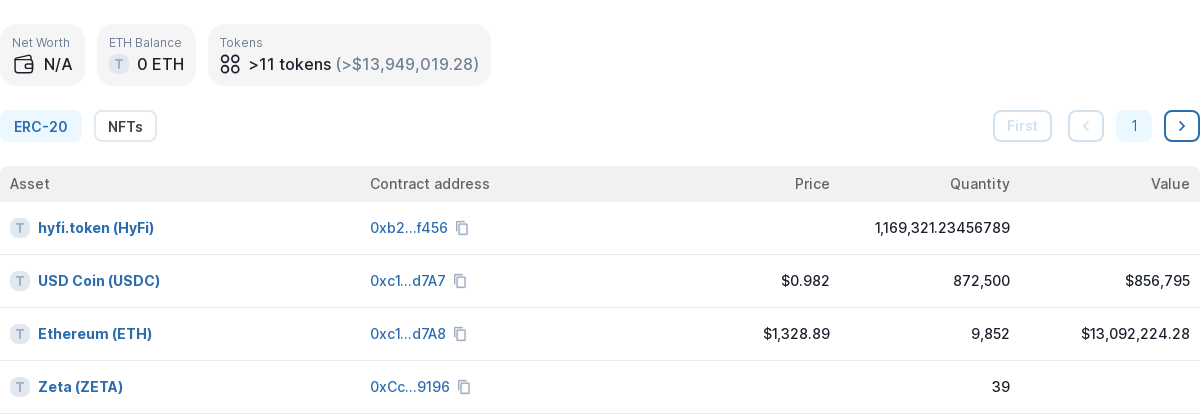 Net Worth
N/A
ETH Balance
T 0 ETH
Tokens
>11 tokens (>$13,949,019.28)
ERC-20 NFTs First 1
Asset Contract address Price Quantity Value
T hyfi.token (HyFi) 0xb2...f456 1,169,321.23456789
T USD Coin (USDC) 0xc1...d7A7 $0.982 872,500 $856,795
T Ethereum (ETH) 0xc1...d7A8 $1,328.89 9,852 $13,092,224.28
T Zeta (ZETA) 0xCc...9196 39